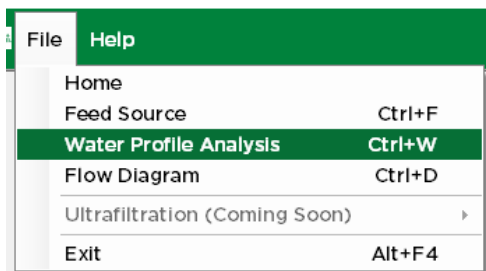 File Help
Home
Feed Source Ctrl+F
Water Profile Analysis Ctrl+W
Flow Diagram Ctrl+D
Ultrafiltration (Coming Soon)
Exit Alt+F4